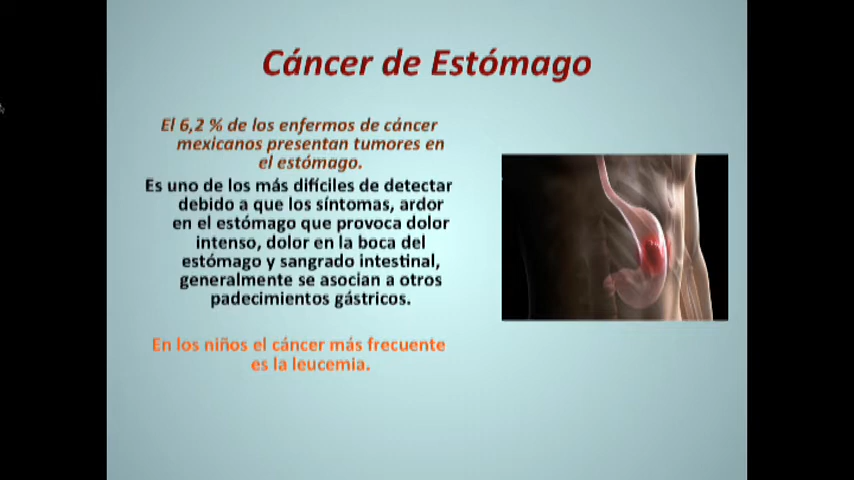 Cáncer de Estómago
El 6,2 % de los enfermos de cáncer
mexicanos presentan tumores en
el estómago.
Es uno de los más difíciles de detectar
debido a que los síntomas, ardor
en el estómago que provoca dolor
intenso, dolor en la boca del
estómago y sangrado intestinal,
generalmente se asocian a otros
padecimientos gástricos.
En los niños el cáncer más frecuente
es la leucemia.